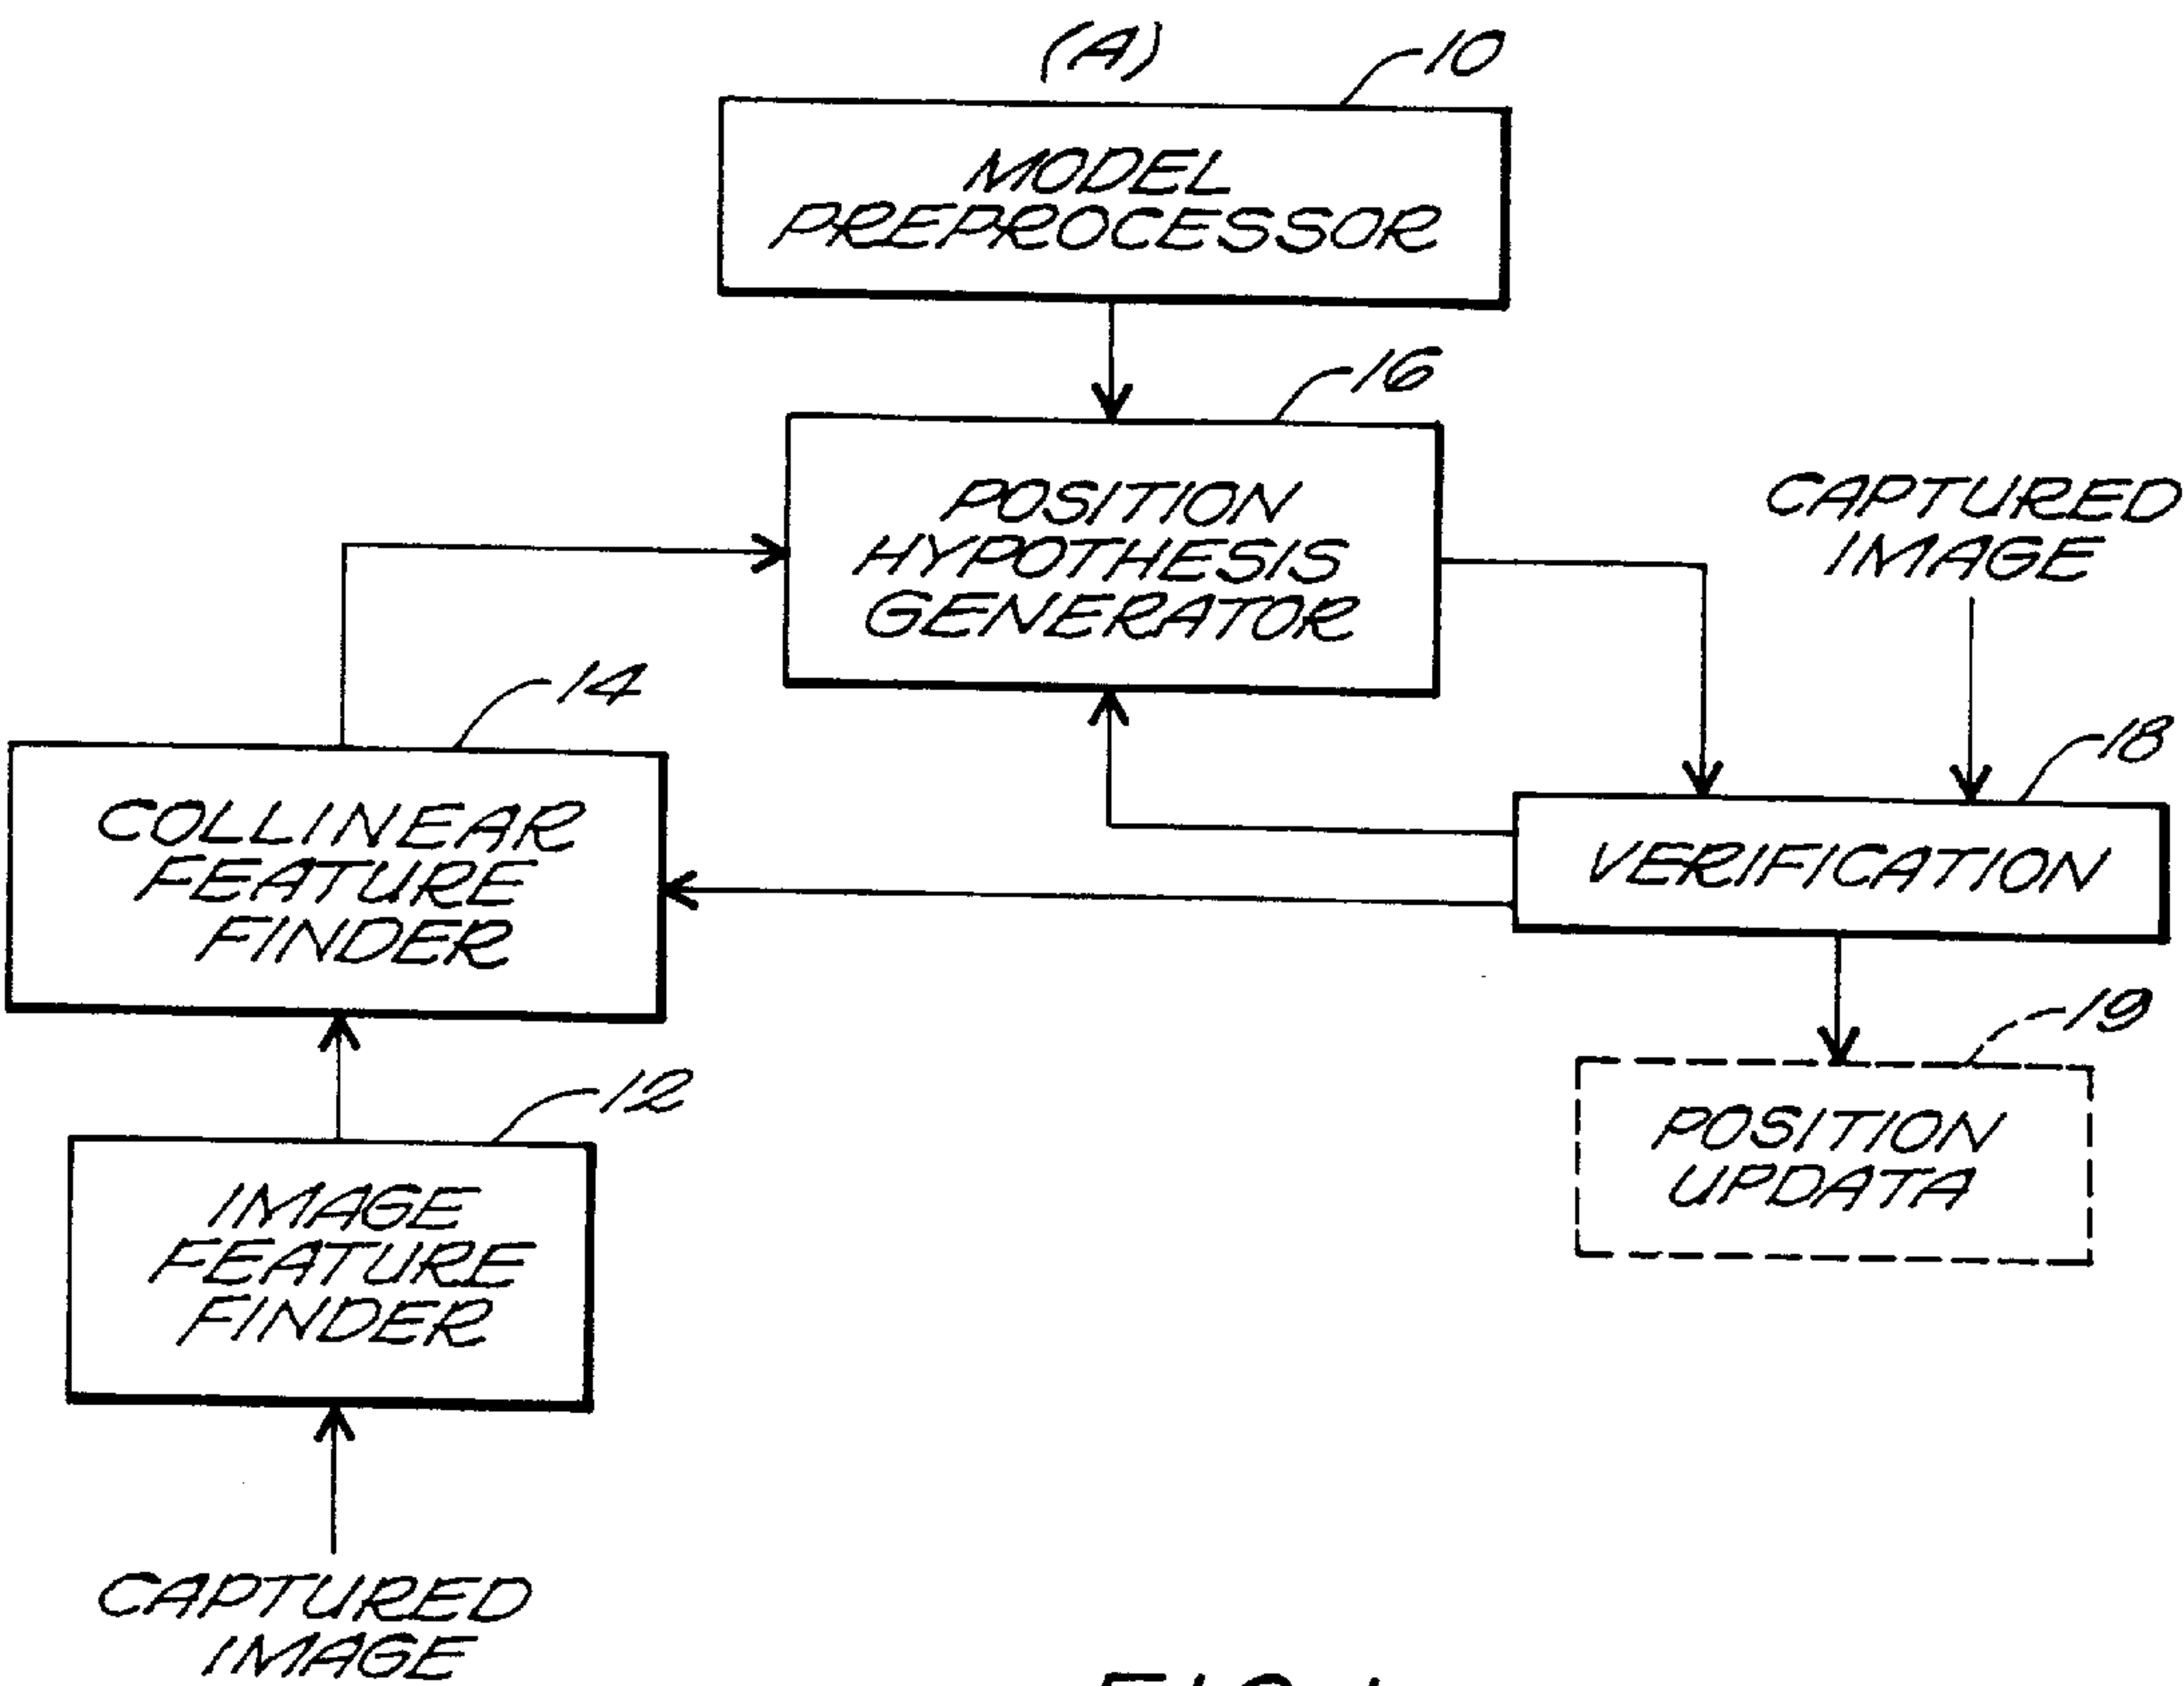 (A)
10
MODEL
PREPROCESSOR
16
POSITION
HYPOTHESIS
GENERATOR
CAPTURED
IMAGE
14
COLLINEAR
FEATURE
FINDER
18
VERIFICATION
12
IMAGE
FEATURE
FINDER
19
POSITION
UPDATA
CAPTURED
IMAGE